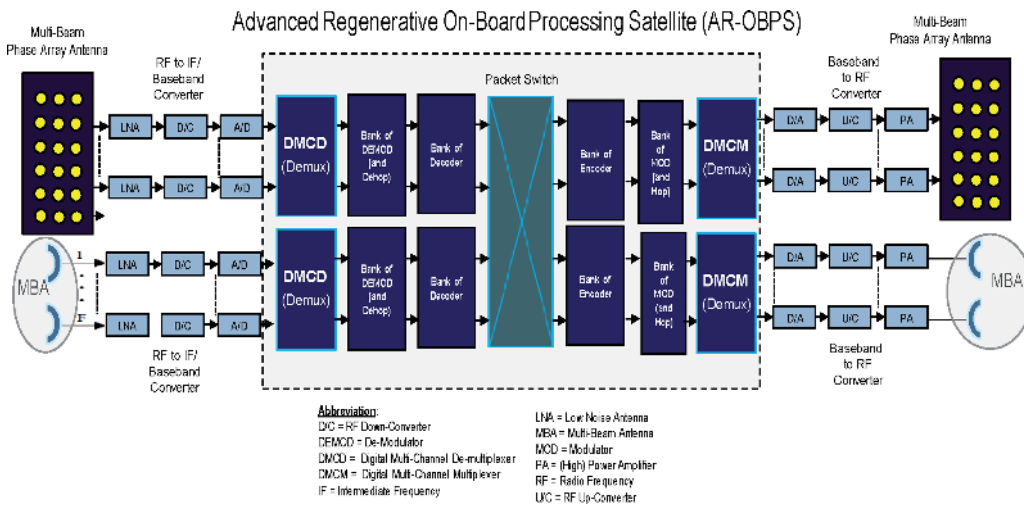 Advanced Regenerative On-Board Processing Satellite (AR-OBPS)
Multi-Beam
Phase Array Antenna
RF to IF/
Baseband
Converter
Packet Switch
Baseband
to RF
Converter
Multi-Beam
Phase Array Antenna
LNA
D/C
A/D
DMCD
(Demux)
Bank of
DEMOD
(and
Dehop)
Bank of
Decoder
Bank of
Encoder
Bank
of
MOD
(and
Hop)
DMCM
(Demux)
D/A
U/C
PA
LNA
D/C
A/D
D/A
U/C
PA
MBA
1
LNA
D/C
A/D
DMCD
(Demux)
Bank of
DEMOD
(and
Dehop)
Bank of
Decoder
Bank of
Encoder
Bank
of
MOD
(and
Hop)
DMCM
(Demux)
D/A
U/C
PA
MBA
F
LNA
D/C
A/D
D/A
U/C
PA
RF to IF/
Baseband
Converter
Baseband
to RF
Converter
Abbreviation:
D/C = RF Down-Converter
DEMOD = De-Modulator
DMCD = Digital Multi-Channel De-multiplexer
DMCM = Digital Multi-Channel Multiplexer
IF = Intermediate Frequency
LNA = Low Noise Antenna
MBA = Multi-Beam Antenna
MOD = Modulator
PA = (High) Power Amplifier
RF = Radio Frequency
U/C = RF Up-Converter